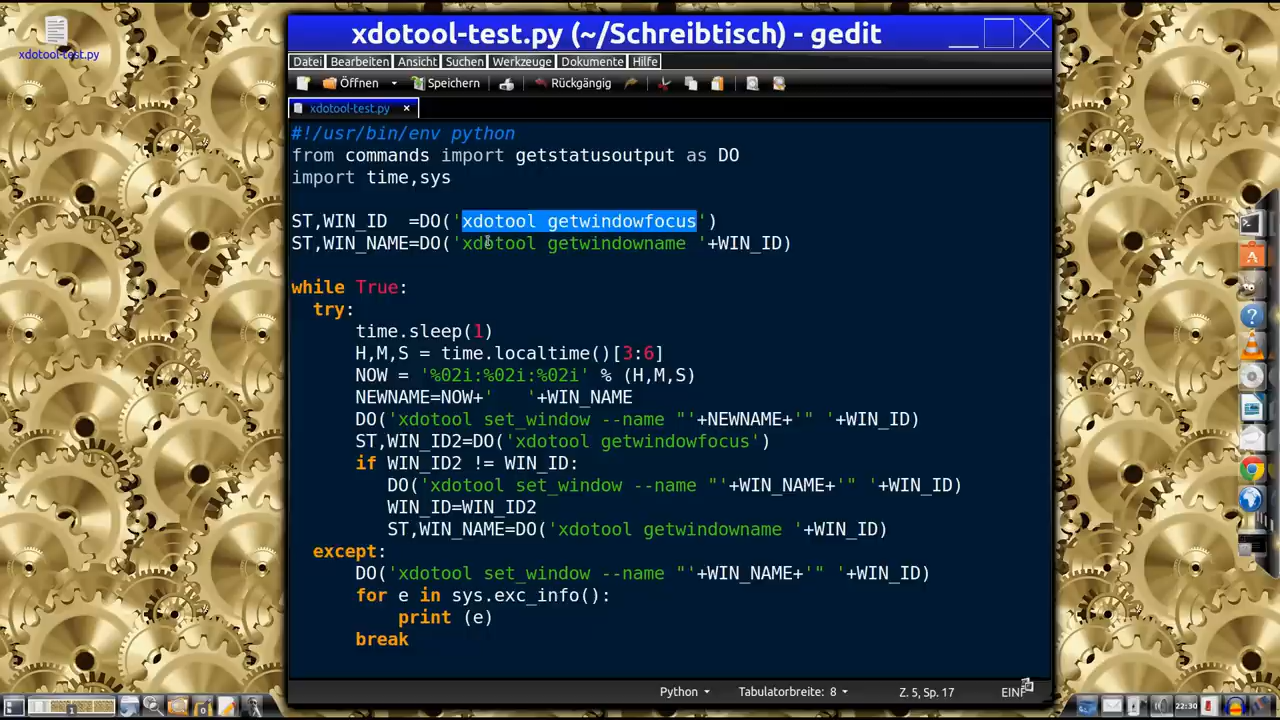 xdotool-test.py (~/Schreibtisch) - gedit
xdotool-test.py
Datei Bearbeiten Ansicht Suchen Werkzeuge Dokumente Hilfe
Öffnen Speichern Rückgängig
xdotool-test.py ×
#!/usr/bin/env python
from commands import getstatusoutput as DO
import time,sys
ST,WIN_ID  =DO('xdotool getwindowfocus')
ST,WIN_NAME=DO('xdotool getwindowname '+WIN_ID)
while True:
  try:
      time.sleep(1)
      H,M,S = time.localtime()[3:6]
      NOW = '%02i:%02i:%02i' % (H,M,S)
      NEWNAME=NOW+'   '+WIN_NAME
      DO('xdotool set_window --name "'+NEWNAME+'" '+WIN_ID)
      ST,WIN_ID2=DO('xdotool getwindowfocus')
      if WIN_ID2 != WIN_ID:
         DO('xdotool set_window --name "'+WIN_NAME+'" '+WIN_ID)
         WIN_ID=WIN_ID2
         ST,WIN_NAME=DO('xdotool getwindowname '+WIN_ID)
  except:
      DO('xdotool set_window --name "'+WIN_NAME+'" '+WIN_ID)
      for e in sys.exc_info():
          print (e)
      break
Python Tabulatorbreite: 8 Z. 5, Sp. 17 EINF
1 22:30